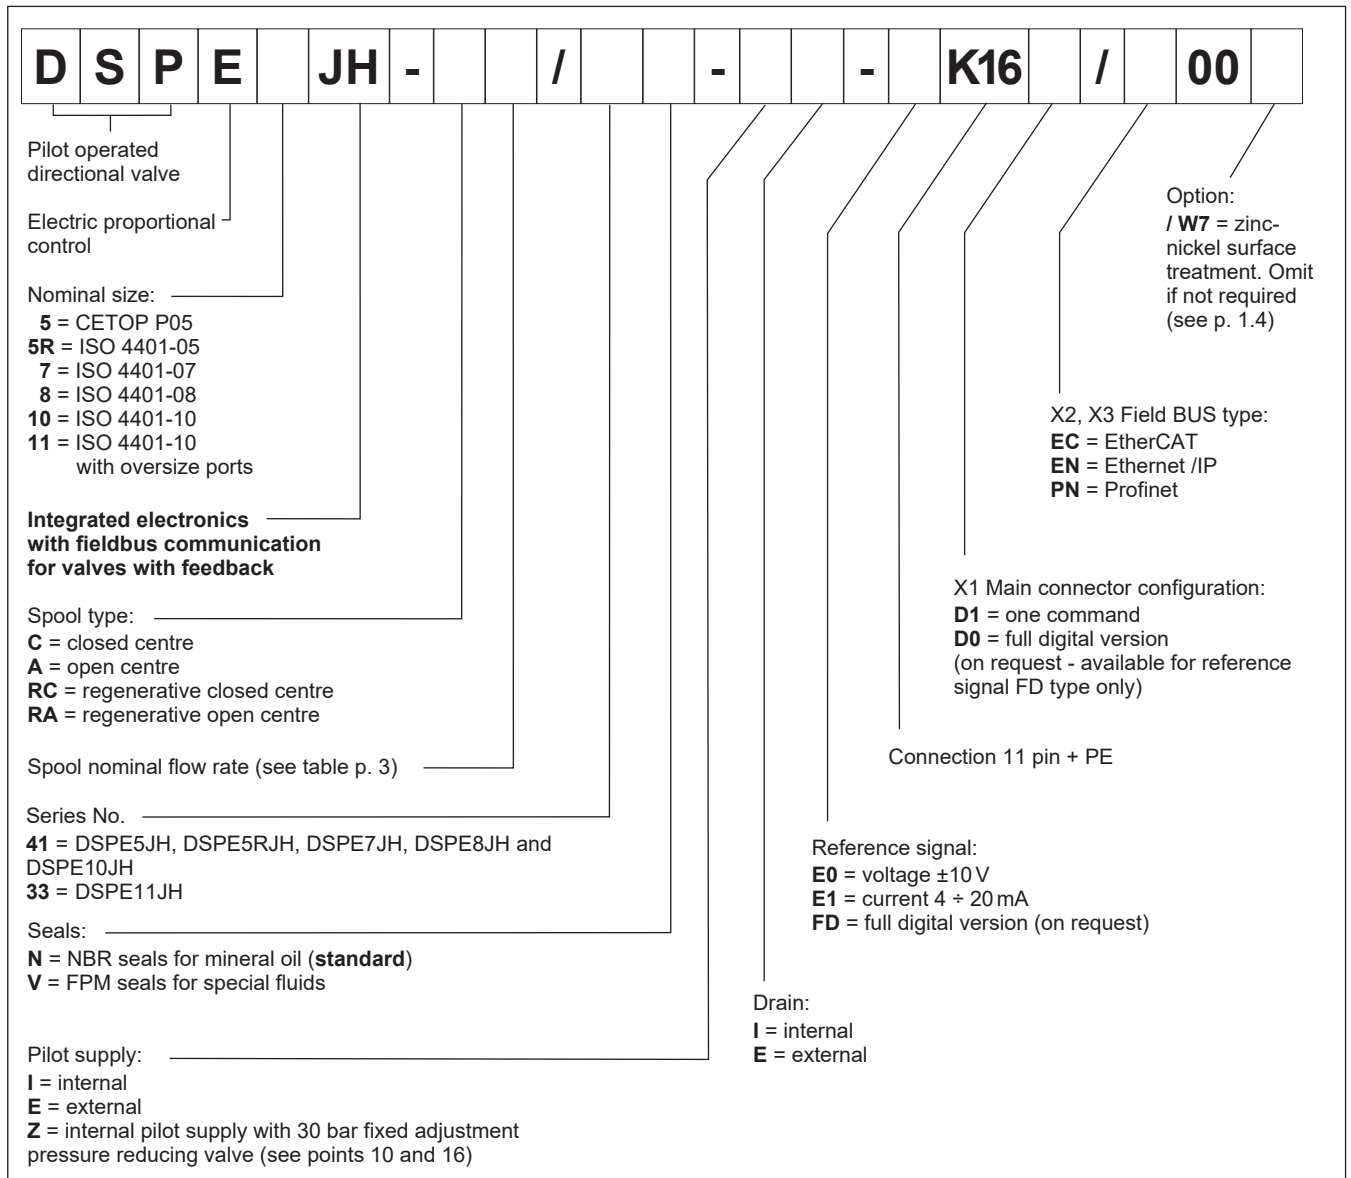 D S P E JH - / - - K16 / 00
Pilot operated
directional valve
Electric proportional
control
Nominal size:
5 = CETOP P05
5R = ISO 4401-05
7 = ISO 4401-07
8 = ISO 4401-08
10 = ISO 4401-10
11 = ISO 4401-10
with oversize ports
Integrated electronics
with fieldbus communication
for valves with feedback
Spool type:
C = closed centre
A = open centre
RC = regenerative closed centre
RA = regenerative open centre
Spool nominal flow rate (see table p. 3)
Series No.
41 = DSPE5JH, DSPE5RJH, DSPE7JH, DSPE8JH and
DSPE10JH
33 = DSPE11JH
Seals:
N = NBR seals for mineral oil (standard)
V = FPM seals for special fluids
Pilot supply:
I = internal
E = external
Z = internal pilot supply with 30 bar fixed adjustment
pressure reducing valve (see points 10 and 16)
Drain:
I = internal
E = external
Reference signal:
E0 = voltage ±10 V
E1 = current 4 ÷ 20 mA
FD = full digital version (on request)
Connection 11 pin + PE
X1 Main connector configuration:
D1 = one command
D0 = full digital version
(on request - available for reference
signal FD type only)
X2, X3 Field BUS type:
EC = EtherCAT
EN = Ethernet /IP
PN = Profinet
Option:
/ W7 = zinc-
nickel surface
treatment. Omit
if not required
(see p. 1.4)